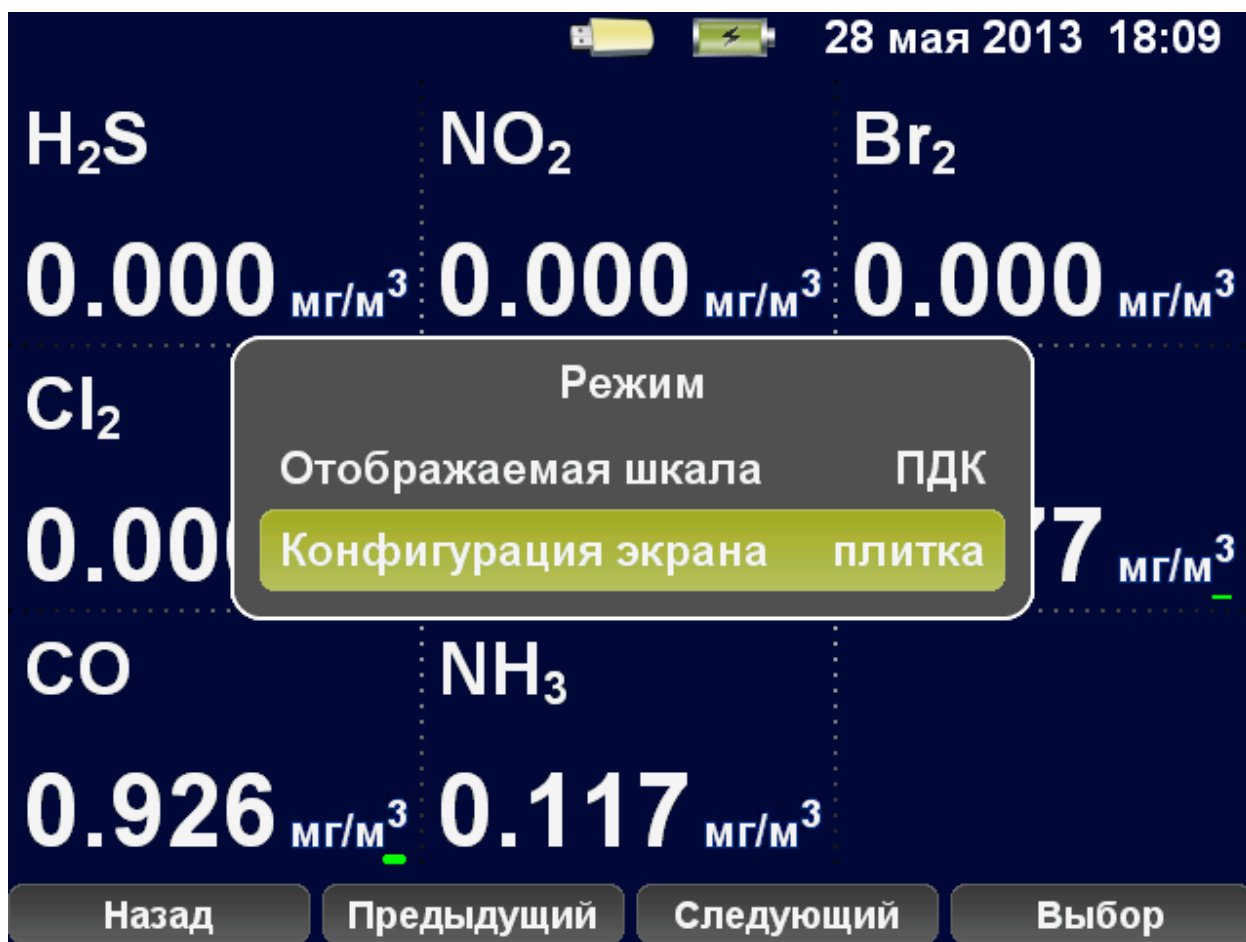 28 мая 2013 18:09
H₂S NO₂ Br₂
0.000 мг/м³ 0.000 мг/м³ 0.000 мг/м³
Cl₂
Режим
Отображаемая шкала ПДК
Конфигурация экрана плитка
мг/м³
CO NH₃
0.926 мг/м³ 0.117 мг/м³
Назад Предыдущий Следующий Выбор